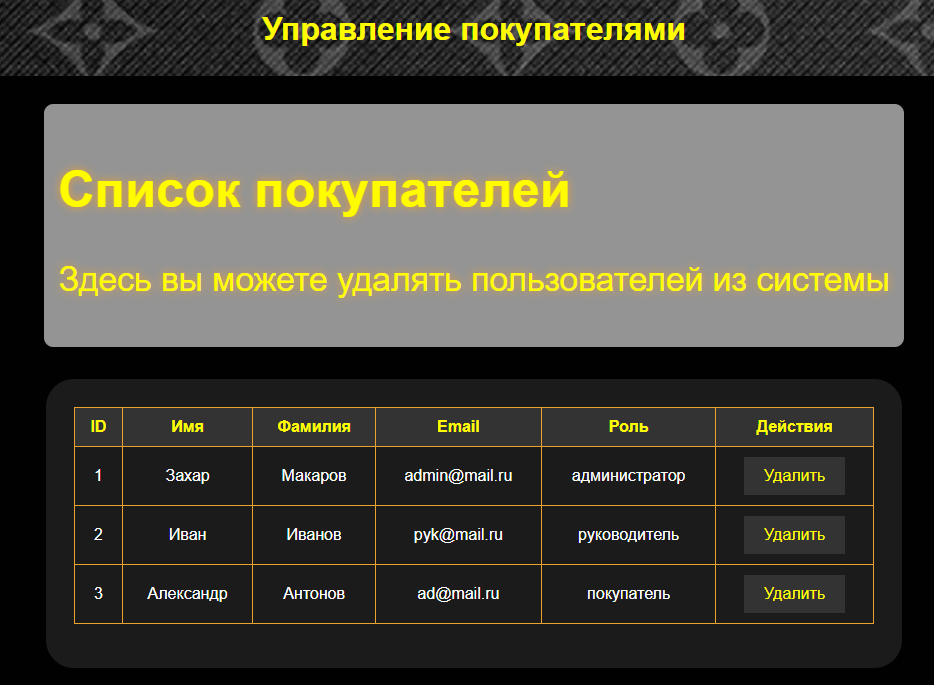 Управление покупателями
Список покупателей
Здесь вы можете удалять пользователей из системы
ID Имя Фамилия Email Роль Действия
1 Захар Макаров admin@mail.ru администратор Удалить
2 Иван Иванов pyk@mail.ru руководитель Удалить
3 Александр Антонов ad@mail.ru покупатель Удалить